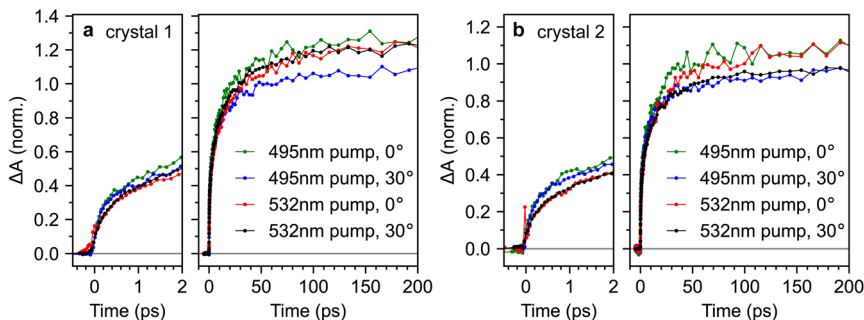 a crystal 1
1.4
1.2
1.0
0.8
0.6
0.4
0.2
0.0
ΔA (norm.)
495nm pump, 0°
495nm pump, 30°
532nm pump, 0°
532nm pump, 30°
0 1 2
0 50 100 150 200
Time (ps) Time (ps)
b crystal 2
1.2
1.0
0.8
0.6
0.4
0.2
0.0
ΔA (norm.)
495nm pump, 0°
495nm pump, 30°
532nm pump, 0°
532nm pump, 30°
0 1 2
0 50 100 150 200
Time (ps) Time (ps)